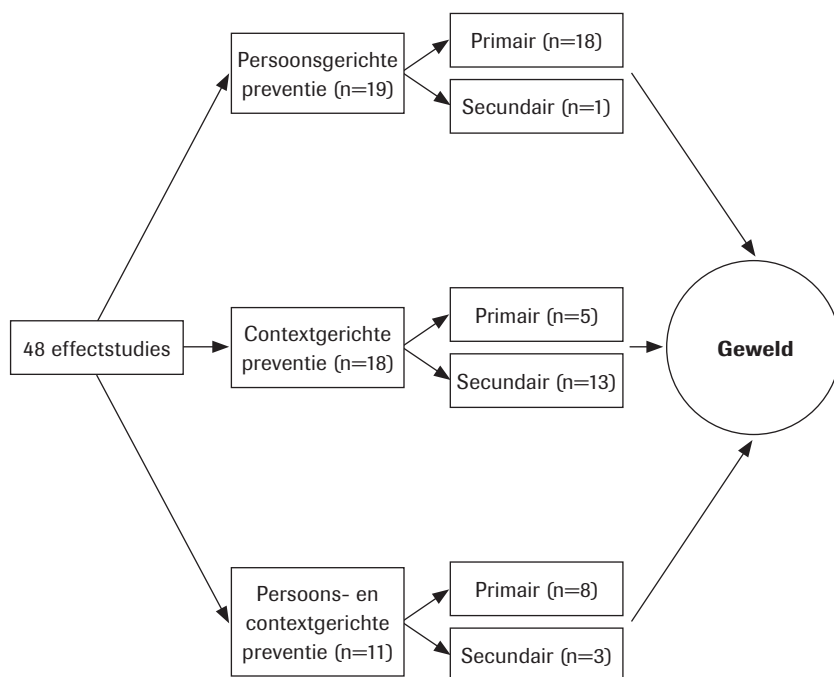 Persoonsgerichte
preventie (n=19)
Primair (n=18)
Secundair (n=1)
48 effectstudies
Contextgerichte
preventie (n=18)
Primair (n=5)
Secundair (n=13)
Geweld
Persoons- en
contextgerichte
preventie (n=11)
Primair (n=8)
Secundair (n=3)